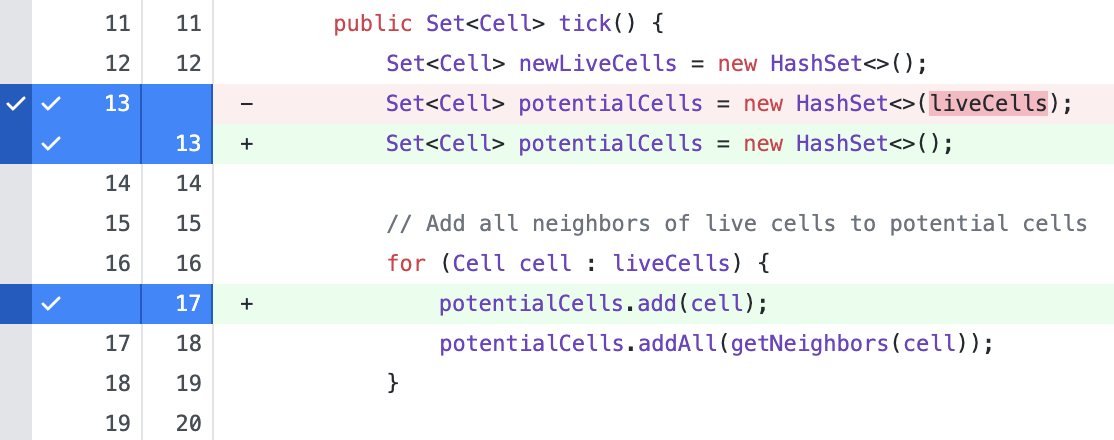 11 11 public Set<Cell> tick() {
12 12 Set<Cell> newLiveCells = new HashSet<>();
13 - Set<Cell> potentialCells = new HashSet<>(liveCells);
13 + Set<Cell> potentialCells = new HashSet<>();
14 14
15 15 // Add all neighbors of live cells to potential cells
16 16 for (Cell cell : liveCells) {
17 + potentialCells.add(cell);
17 18 potentialCells.addAll(getNeighbors(cell));
18 19 }
19 20